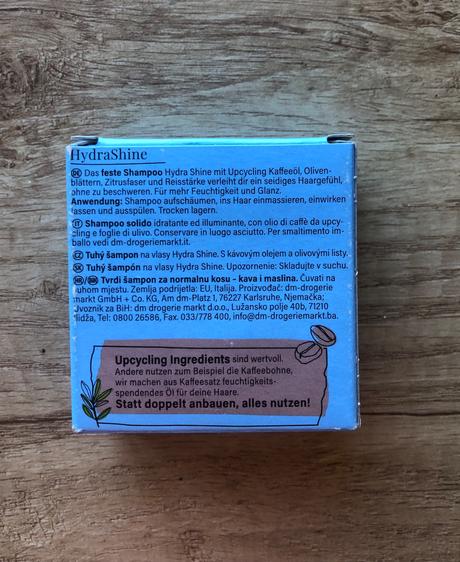 HydraShine
DE Das feste Shampoo Hydra Shine mit Upcycling Kaffeeöl, Oliven-
blättern, Zitrusfaser und Reisstärke verleiht dir ein seidiges Haargefühl,
ohne zu beschweren. Für mehr Feuchtigkeit und Glanz.
Anwendung: Shampoo aufschäumen, ins Haar einmassieren, einwirken
lassen und ausspülen. Trocken lagern.
IT Shampoo solido idratante ed illuminante, con olio di caffè da upcy-
cling e foglie di ulivo. Conservare in luogo asciutto. Per smaltimento im-
ballo vedi dm-drogeriemarkt.it.
CZ Tuhý šampon na vlasy Hydra Shine. S kávovým olejem a olivovými listy.
SK Tuhý šampón na vlasy Hydra Shine. Upozornenie: Skladujte v suchu.
HR/BR Tvrdi šampon za normalnu kosu - kava i maslina. Čuvati na
suhom mjestu. Zemlja podrijetla: EU, Italija. Proizvođač: dm-drogerie
markt GmbH + Co. KG, Am dm-Platz 1, 76227 Karlsruhe, Njemačka;
Uvoznik za BiH: dm drogerie markt d.o.o., Lužansko polje 40b, 71210
Ilidža, Tel: 0800 26586, Fax. 033/778 400, info@dm-drogeriemarkt.ba.
Upcycling Ingredients sind wertvoll.
Andere nutzen zum Beispiel die Kaffeebohne,
wir machen aus Kaffeesatz feuchtigkeits-
spendendes Öl für deine Haare.
Statt doppelt anbauen, alles nutzen!